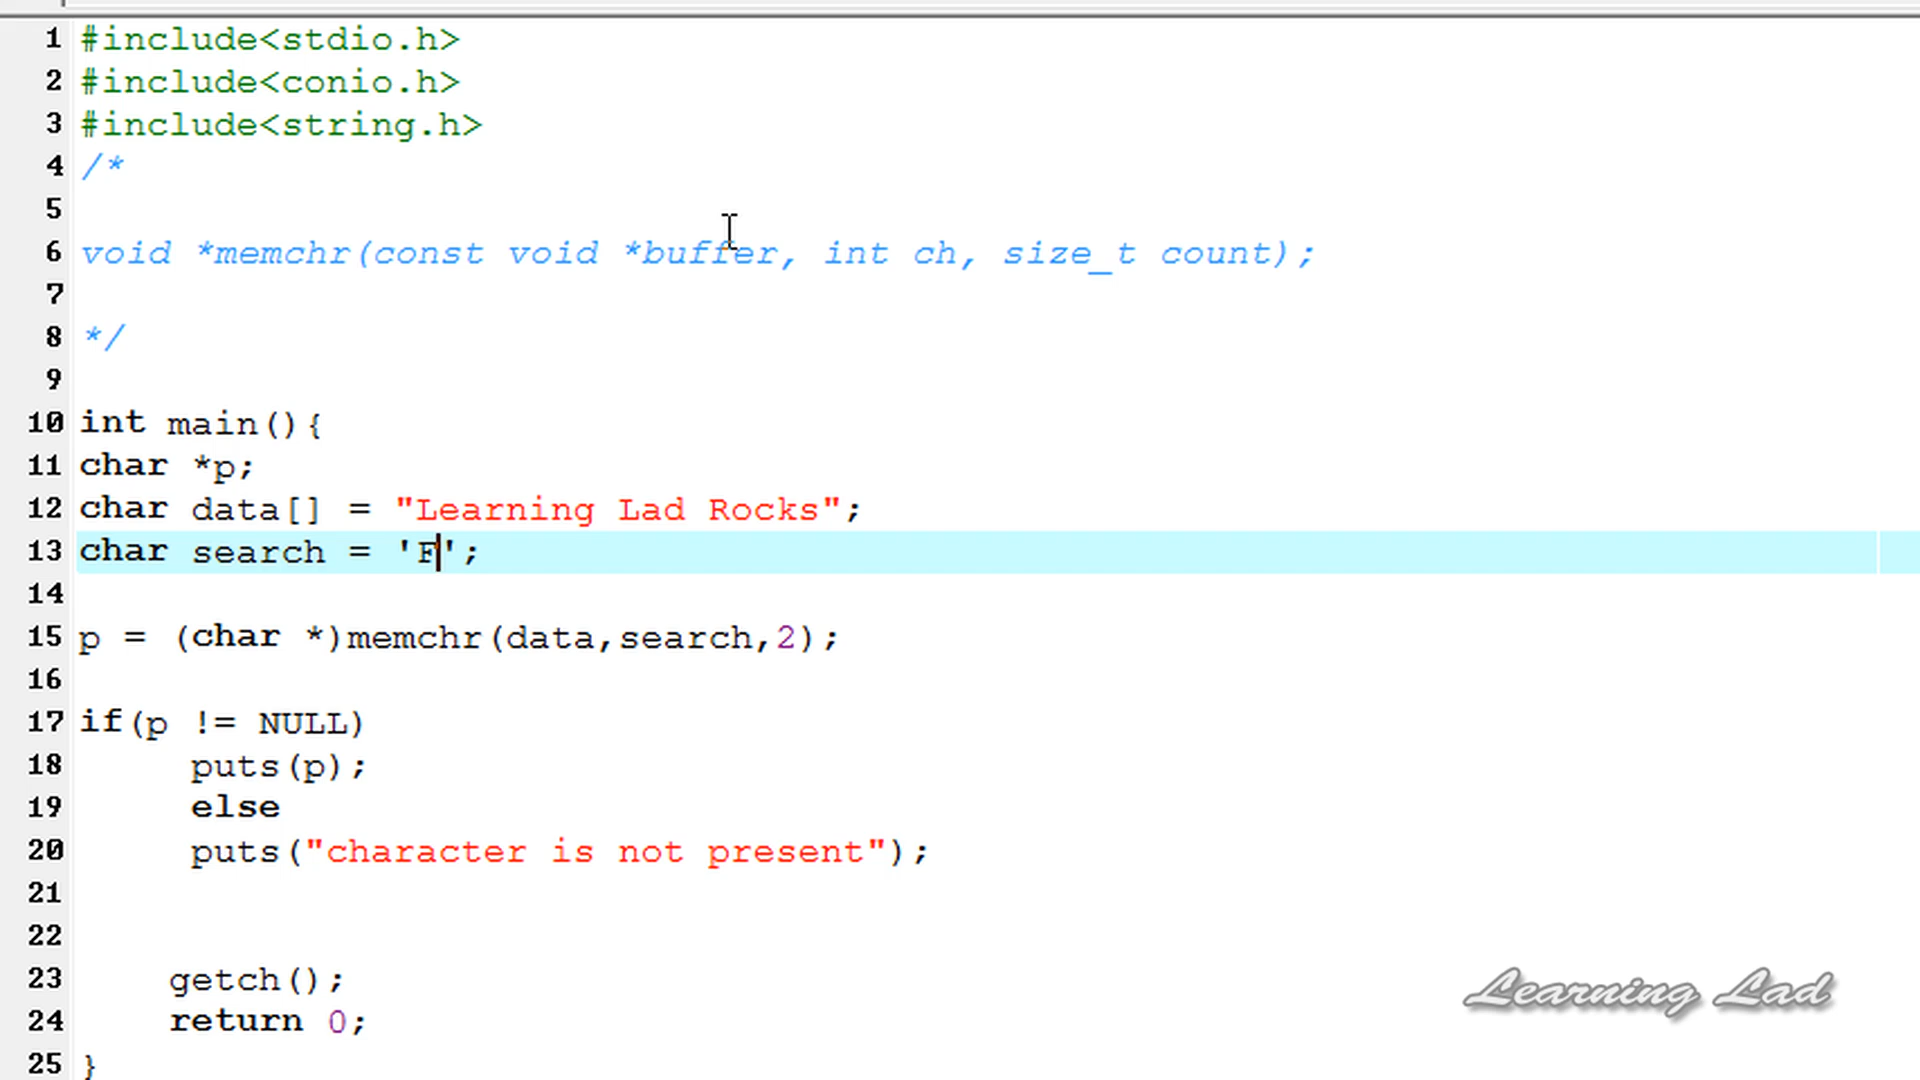 1 #include<stdio.h>
2 #include<conio.h>
3 #include<string.h>
4 /*
5
6 void *memchr(const void *buffer, int ch, size_t count);
7
8 */
9
10 int main(){
11 char *p;
12 char data[] = "Learning Lad Rocks";
13 char search = 'F';
14
15 p = (char *)memchr(data,search,2);
16
17 if(p != NULL)
18 puts(p);
19 else
20 puts("character is not present");
21
22
23 getch();
24 return 0;
25 }
Learning Lad